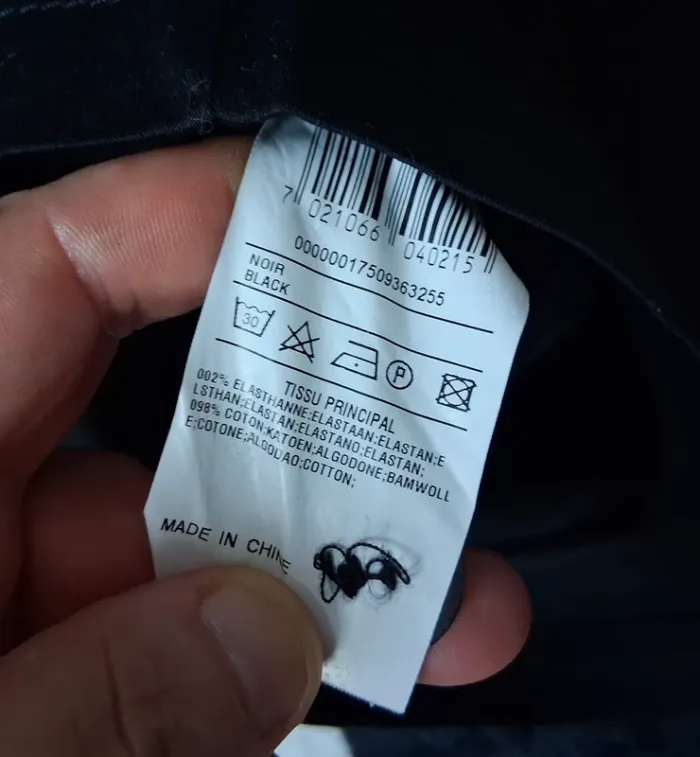 7 021066 040215
00000017509363255
NOIR
BLACK
30
P
TISSU PRINCIPAL
002% ELASTHANNE;ELASTAAN;ELASTAN;E
LSTHAN;ELASTAN;ELASTANO;ELASTAN;
098% COTON;KATOEN;ALGODONE;BAMWOLL
E;COTONE;ALGODAO;COTTON;
MADE IN CHINE